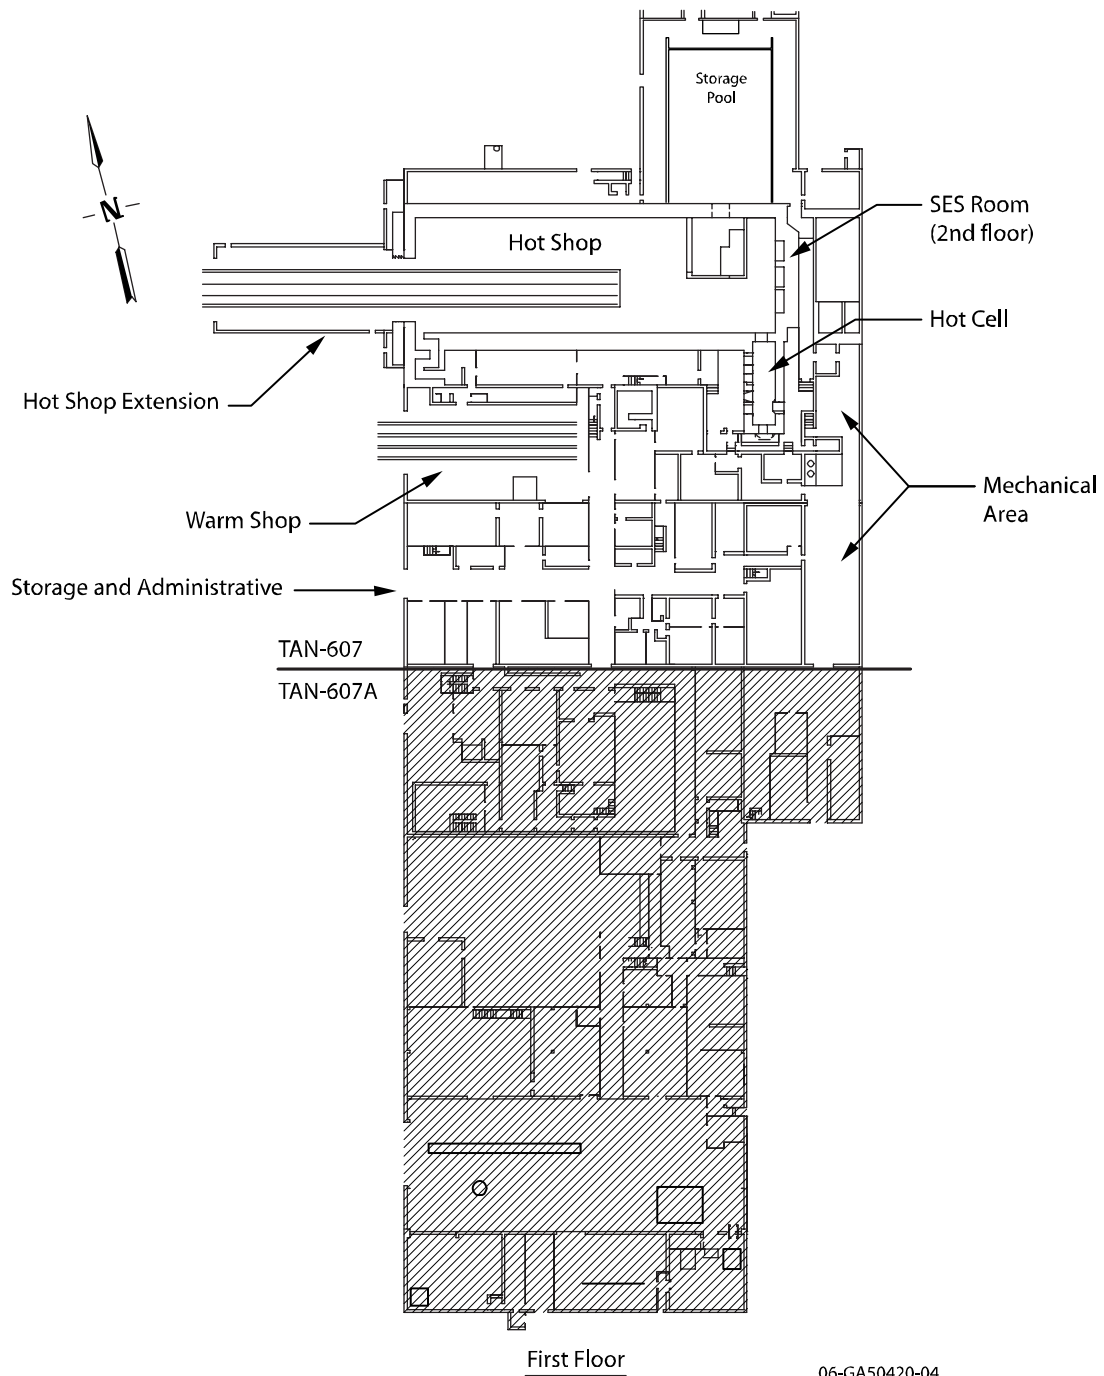 Storage
Pool
N
SES Room
(2nd floor)
Hot Shop
Hot Cell
Hot Shop Extension
Mechanical
Area
Warm Shop
Storage and Administrative
TAN-607
TAN-607A
First Floor
06-GA50420-04